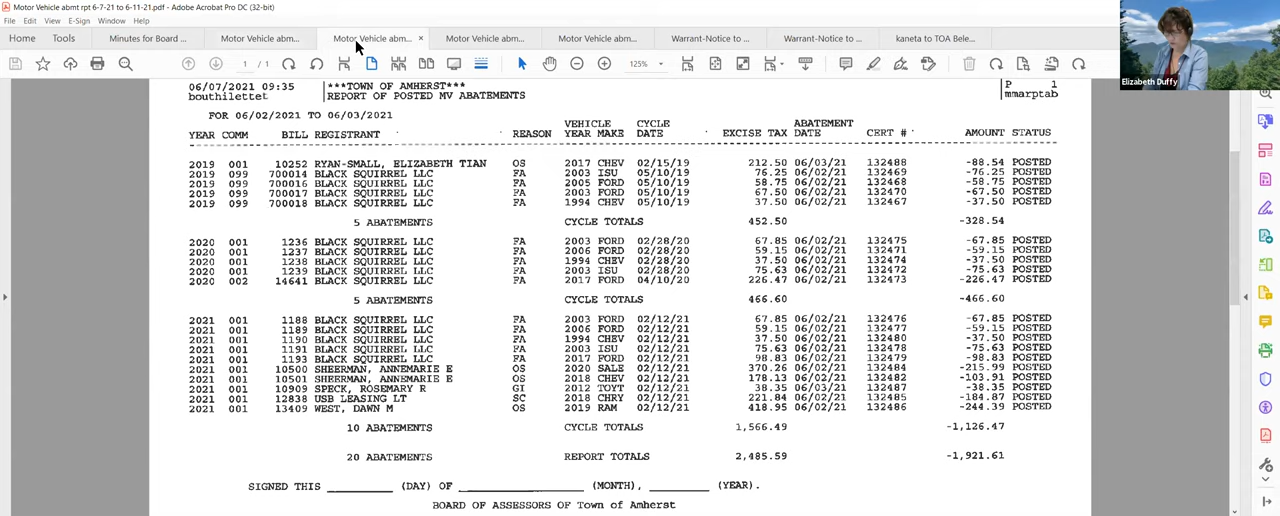 Motor Vehicle abmt rpt 6-7-21 to 6-11-21.pdf - Adobe Acrobat Pro DC (32-bit)
File Edit View E-Sign Window Help
Home Tools Minutes for Board ... Motor Vehicle abm... Motor Vehicle abm... × Motor Vehicle abm... Motor Vehicle abm... Warrant-Notice to ... Warrant-Notice to ... kaneta to TOA Bele...
1 / 1 125%
Elizabeth Duffy
06/07/2021 09:35 ***TOWN OF AMHERST*** P 1
bouthilettet REPORT OF POSTED MV ABATEMENTS mmarptab
FOR 06/02/2021 TO 06/03/2021
VEHICLE CYCLE ABATEMENT
YEAR COMM BILL REGISTRANT REASON YEAR MAKE DATE EXCISE TAX DATE CERT # AMOUNT STATUS
2019 001 10252 RYAN-SMALL, ELIZABETH TIAN OS 2017 CHEV 02/15/19 212.50 06/03/21 132488 -88.54 POSTED
2019 099 700014 BLACK SQUIRREL LLC FA 2003 ISU 05/10/19 76.25 06/02/21 132469 -76.25 POSTED
2019 099 700016 BLACK SQUIRREL LLC FA 2005 FORD 05/10/19 58.75 06/02/21 132468 -58.75 POSTED
2019 099 700017 BLACK SQUIRREL LLC FA 2003 FORD 05/10/19 67.50 06/02/21 132470 -67.50 POSTED
2019 099 700018 BLACK SQUIRREL LLC FA 1994 CHEV 05/10/19 37.50 06/02/21 132467 -37.50 POSTED
5 ABATEMENTS CYCLE TOTALS 452.50 -328.54
2020 001 1236 BLACK SQUIRREL LLC FA 2003 FORD 02/28/20 67.85 06/02/21 132475 -67.85 POSTED
2020 001 1237 BLACK SQUIRREL LLC FA 2006 FORD 02/28/20 59.15 06/02/21 132471 -59.15 POSTED
2020 001 1238 BLACK SQUIRREL LLC FA 1994 CHEV 02/28/20 37.50 06/02/21 132474 -37.50 POSTED
2020 001 1239 BLACK SQUIRREL LLC FA 2003 ISU 02/28/20 75.63 06/02/21 132472 -75.63 POSTED
2020 002 14641 BLACK SQUIRREL LLC FA 2017 FORD 04/10/20 226.47 06/02/21 132473 -226.47 POSTED
5 ABATEMENTS CYCLE TOTALS 466.60 -466.60
2021 001 1188 BLACK SQUIRREL LLC FA 2003 FORD 02/12/21 67.85 06/02/21 132476 -67.85 POSTED
2021 001 1189 BLACK SQUIRREL LLC FA 2006 FORD 02/12/21 59.15 06/02/21 132477 -59.15 POSTED
2021 001 1190 BLACK SQUIRREL LLC FA 1994 CHEV 02/12/21 37.50 06/02/21 132480 -37.50 POSTED
2021 001 1191 BLACK SQUIRREL LLC FA 2003 ISU 02/12/21 75.63 06/02/21 132478 -75.63 POSTED
2021 001 1193 BLACK SQUIRREL LLC FA 2017 FORD 02/12/21 98.83 06/02/21 132479 -98.83 POSTED
2021 001 10500 SHEERMAN, ANNEMARIE E OS 2020 SALE 02/12/21 370.26 06/02/21 132484 -215.99 POSTED
2021 001 10501 SHEERMAN, ANNEMARIE E OS 2018 CHEV 02/12/21 178.13 06/02/21 132482 -103.91 POSTED
2021 001 10909 SPECK, ROSEMARY R GI 2012 TOYT 02/12/21 38.35 06/03/21 132487 -38.35 POSTED
2021 001 12838 USB LEASING LT SC 2018 CHRY 02/12/21 221.84 06/02/21 132485 -184.87 POSTED
2021 001 13409 WEST, DAWN M OS 2019 RAM 02/12/21 418.95 06/02/21 132486 -244.39 POSTED
10 ABATEMENTS CYCLE TOTALS 1,566.49 -1,126.47
20 ABATEMENTS REPORT TOTALS 2,485.59 -1,921.61
SIGNED THIS ________ (DAY) OF ________________ (MONTH), ________ (YEAR).
BOARD OF ASSESSORS OF Town of Amherst